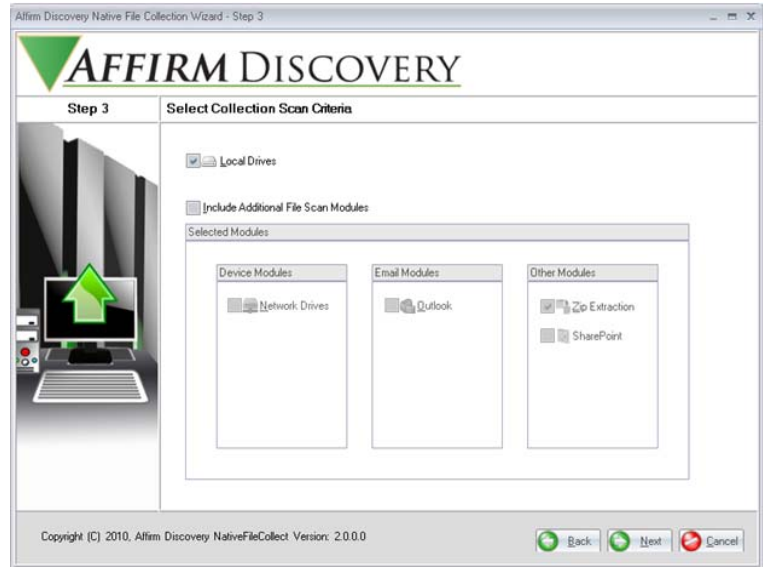 Affirm Discovery Native File Collection Wizard - Step 3
AFFIRM DISCOVERY
Step 3
Select Collection Scan Criteria
Local Drives
Include Additional File Scan Modules
Selected Modules
Device Modules
Network Drives
Email Modules
Outlook
Other Modules
Zip Extraction
SharePoint
Copyright (C) 2010, Affirm Discovery NativeFileCollect Version: 2.0.0.0
Back
Next
Cancel